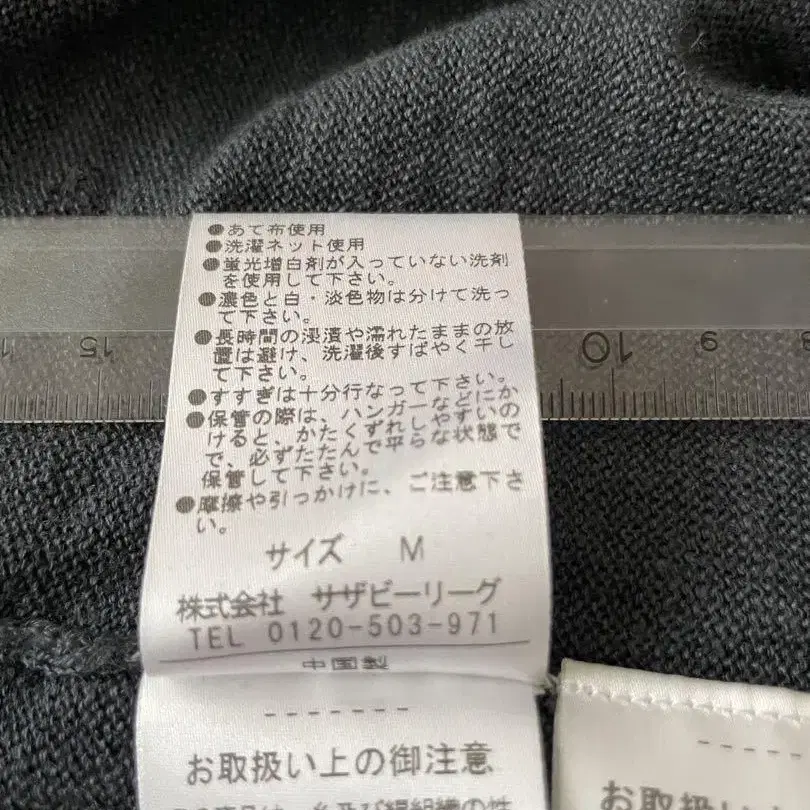 ●あて布使用
●洗濯ネット使用
●蛍光増白剤が入っていない洗剤
を使用して下さい。
●濃色と白・淡色物は分けて洗っ
て下さい。
●長時間の浸漬や濡れたままの放
置は避け、洗濯後すばやく干し
て下さい。
●すすぎは十分行なって下さい。
●保管の際は、ハンガーなどにか
けると、かたくずれしやすいの
で、必ずたたんで平らな状態で
保管して下さい。
●摩擦や引っかけに、ご注意下さ
い。
サイズ M
株式会社 サザビーリーグ
TEL 0120-503-971
中国製
-------
お取扱い上の御注意
15
10
9
お取扱い